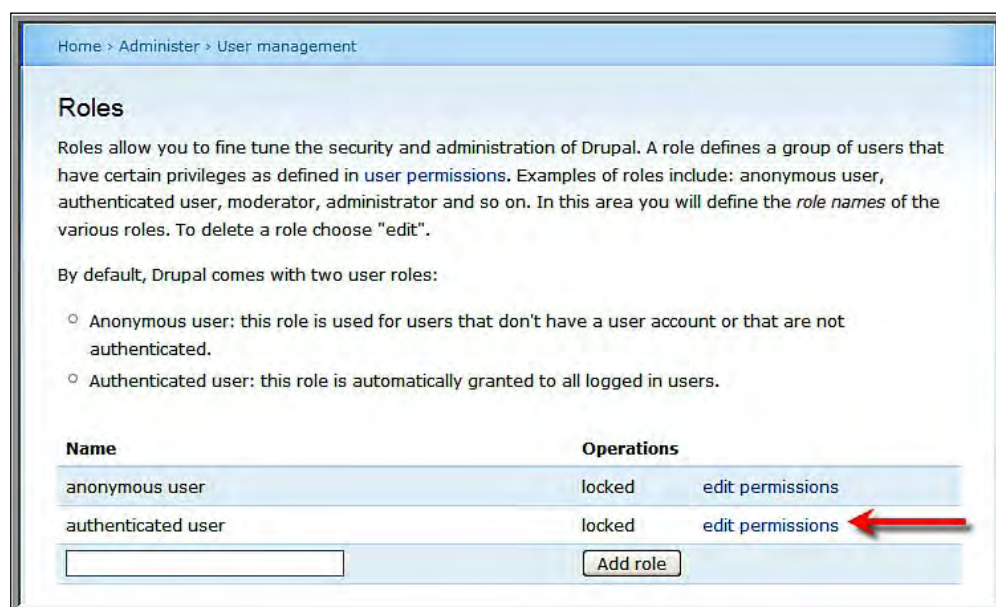 Home › Administer › User management
Roles
Roles allow you to fine tune the security and administration of Drupal. A role defines a group of users that
have certain privileges as defined in user permissions. Examples of roles include: anonymous user,
authenticated user, moderator, administrator and so on. In this area you will define the role names of the
various roles. To delete a role choose "edit".
By default, Drupal comes with two user roles:
Anonymous user: this role is used for users that don't have a user account or that are not
authenticated.
Authenticated user: this role is automatically granted to all logged in users.
Name Operations
anonymous user locked edit permissions
authenticated user locked edit permissions
Add role